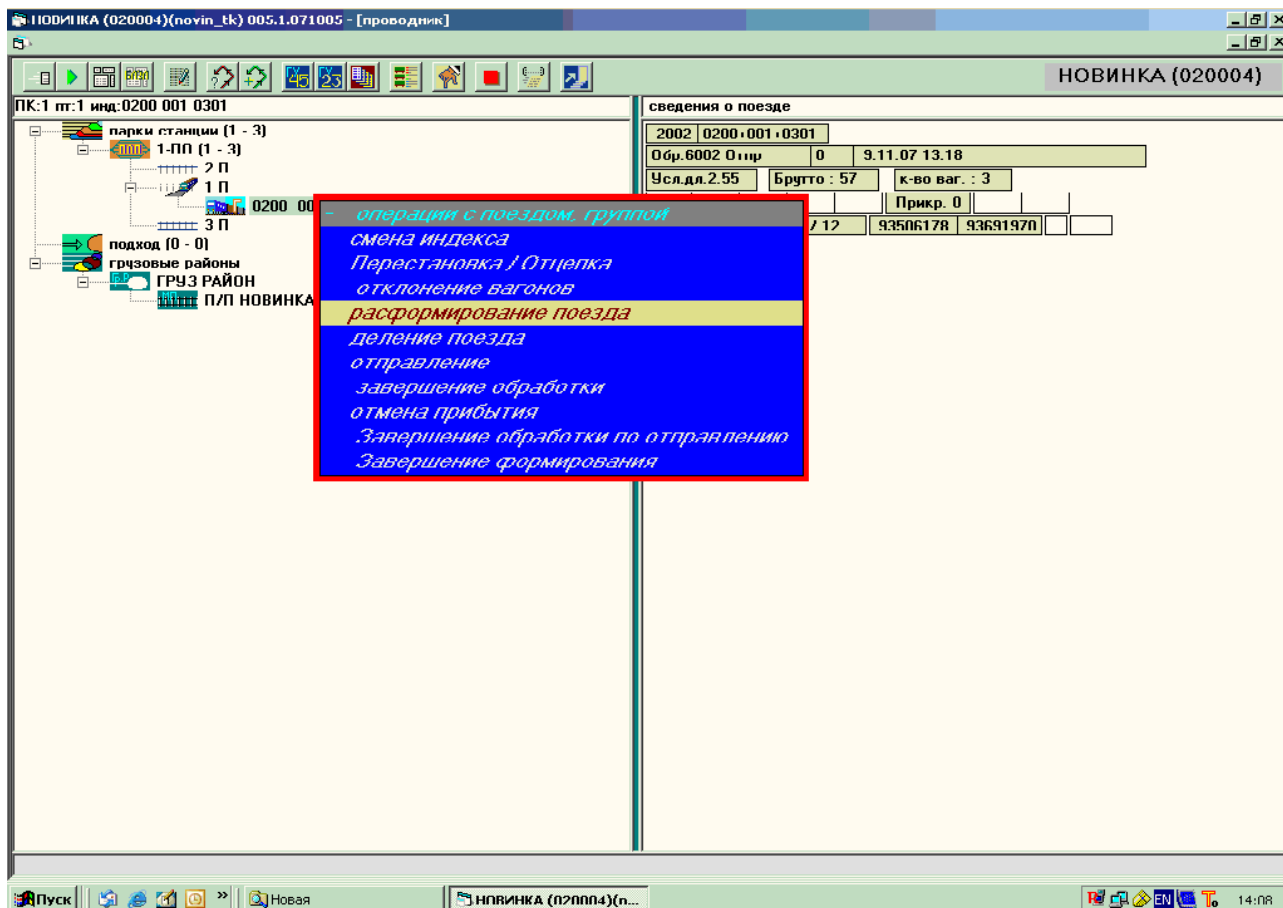 НОВИНКА (020004)(novin_tk) 005.1.071005 - [проводник]
НОВИНКА (020004)
ПК:1 пт:1 инд:0200 001 0301
сведения о поезде
парки станции (1 - 3)
1-ПП (1 - 3)
2 П
1 П
0200 00
3 П
подход (0 - 0)
грузовые районы
ГРУЗ РАЙОН
П/П НОВИНКА
2002 0200 001 0301
Обр.6002 Отпр 0 9.11.07 13.18
Усл.дл.2.55 Брутто : 57 к-во ваг. : 3
Прикр. 0
/ 12 93506178 93691970
- операции с поездом, группой
смена индекса
Перестановка / Отцепка
отклонение вагонов
расформирование поезда
деление поезда
отправление
завершение обработки
отмена прибытия
Завершение обработки по отправлению
Завершение формирования
Пуск
Новая
НОВИНКА (020004)(n...
EN
14:08